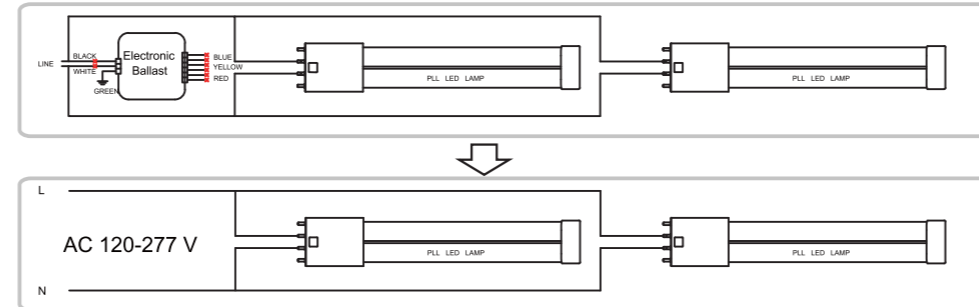 BLACK
LINE
WHITE
GREEN
Electronic
Ballast
BLUE
YELLOW
RED
PLL LED LAMP
PLL LED LAMP
L
AC 120-277 V
N
PLL LED LAMP
PLL LED LAMP